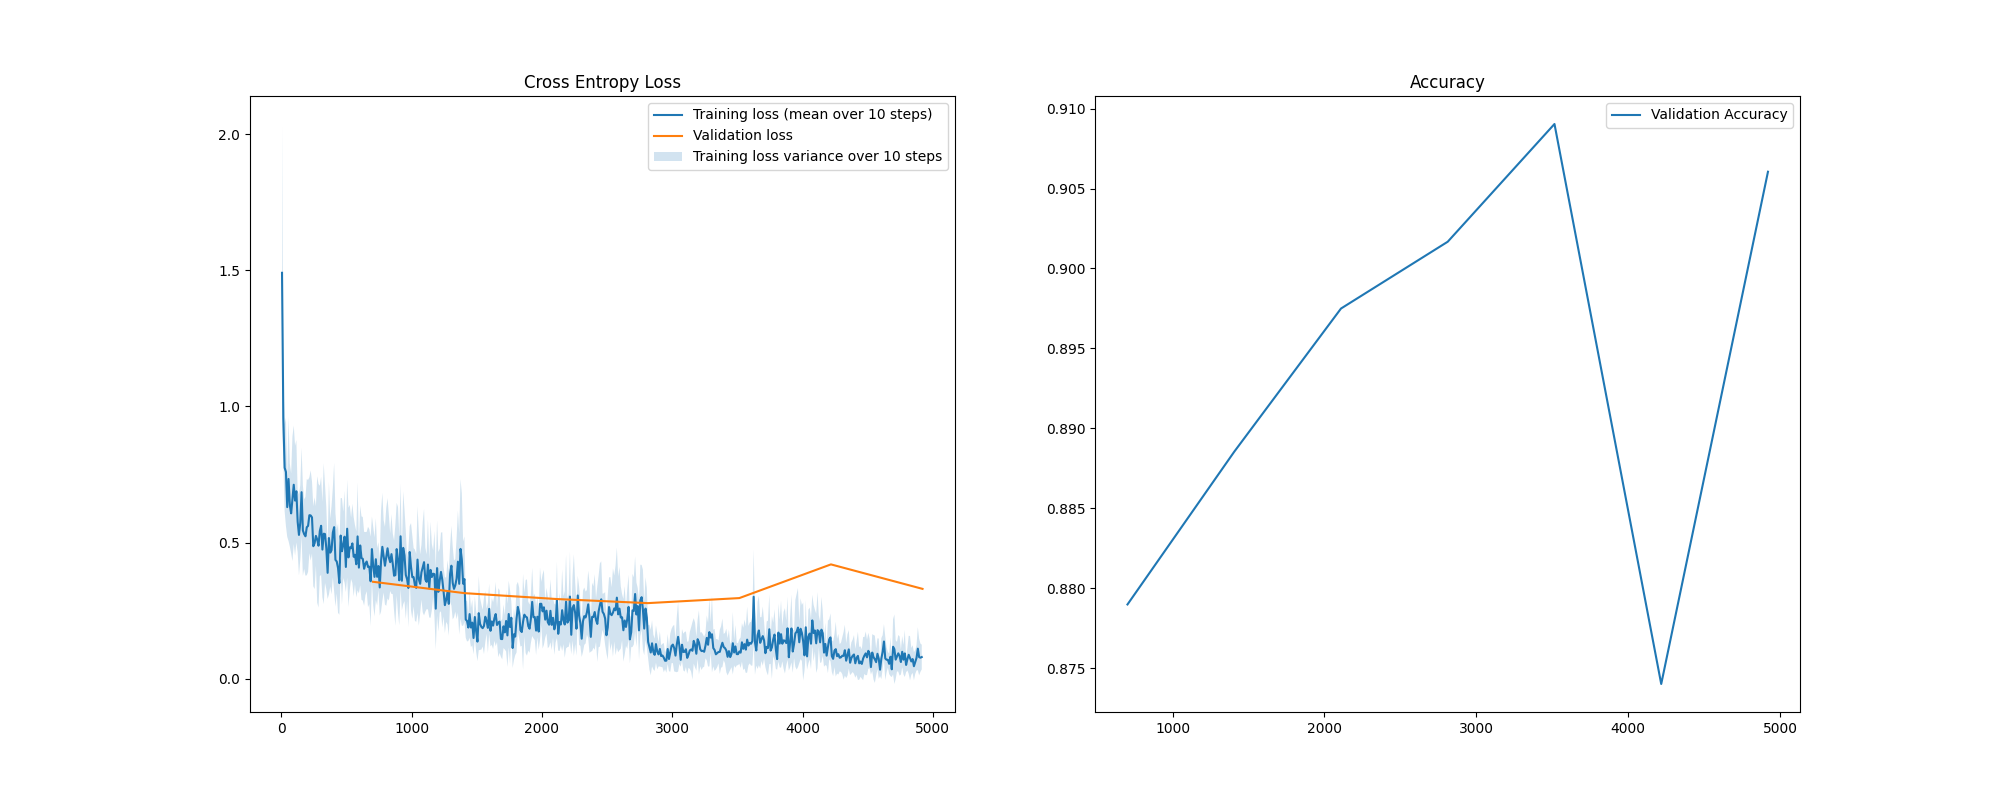 Cross Entropy Loss
Training loss (mean over 10 steps)
Validation loss
Training loss variance over 10 steps
2.0
1.5
1.0
0.5
0.0
0 1000 2000 3000 4000 5000
Accuracy
Validation Accuracy
0.910
0.905
0.900
0.895
0.890
0.885
0.880
0.875
1000 2000 3000 4000 5000